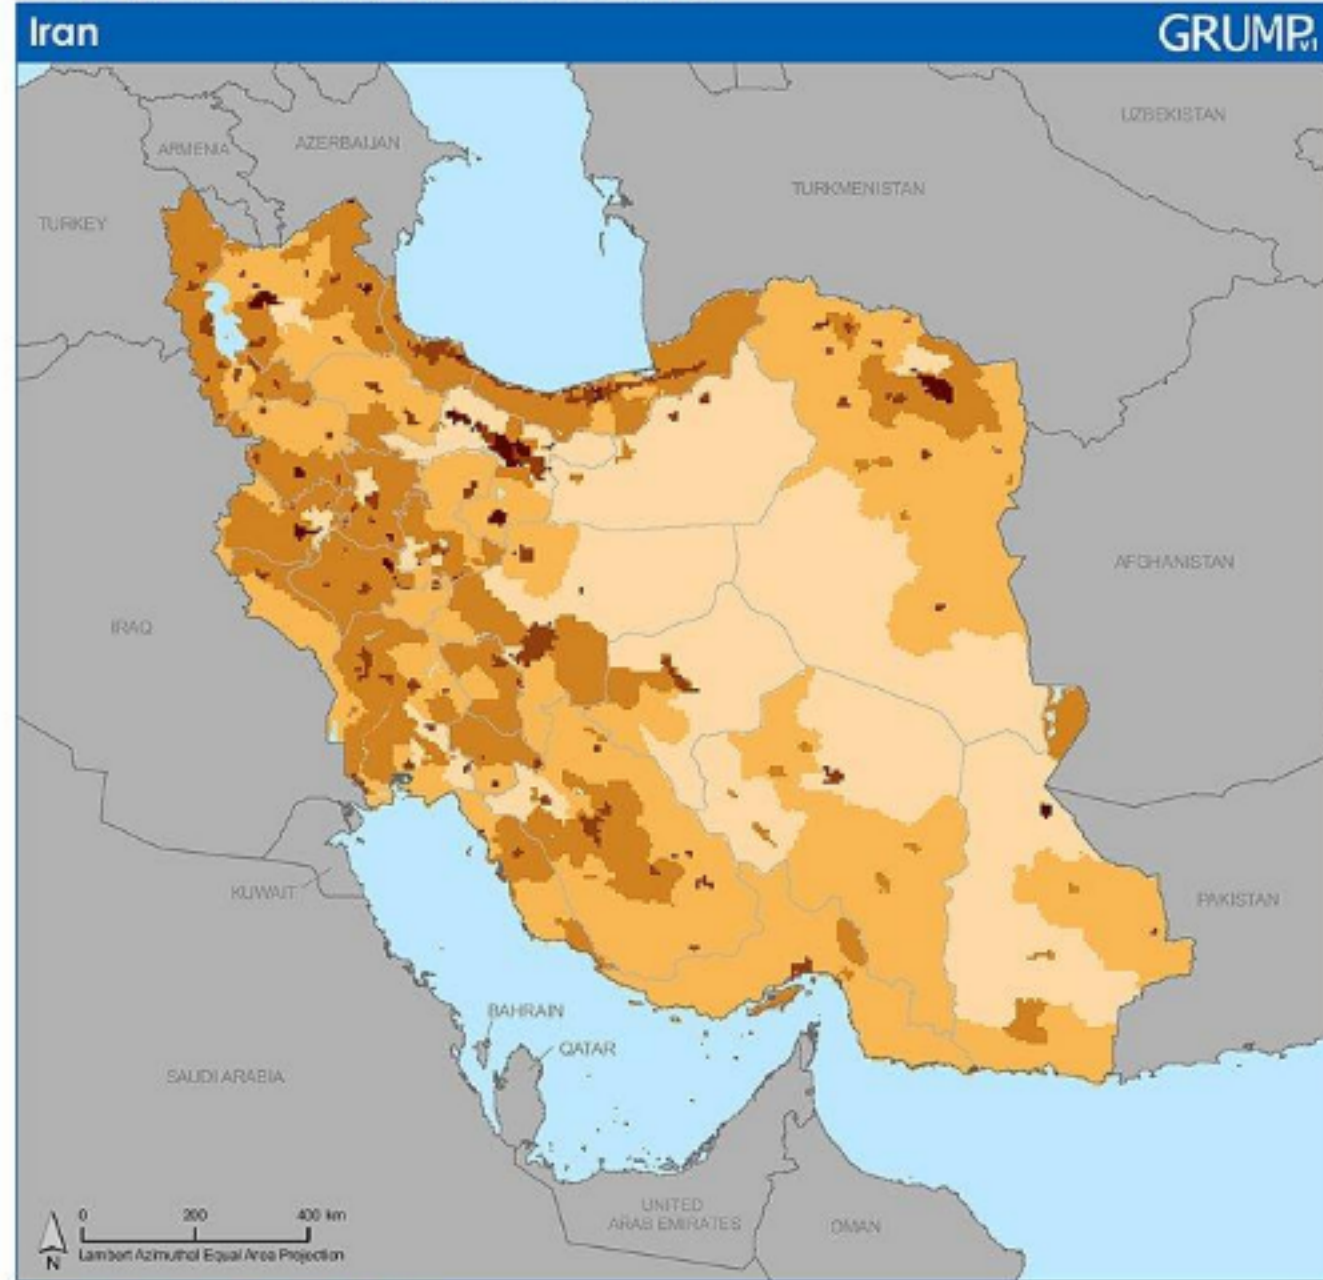 Iran
GRUMP v1
UZBEKISTAN
ARMENIA
AZERBAIJAN
TURKMENISTAN
TURKEY
AFGHANISTAN
IRAQ
KUWAIT
PAKISTAN
BAHRAIN
QATAR
SAUDI ARABIA
UNITED
ARAB EMIRATES
OMAN
0 200 400 km
Lambert Azimuthal Equal Area Projection
N